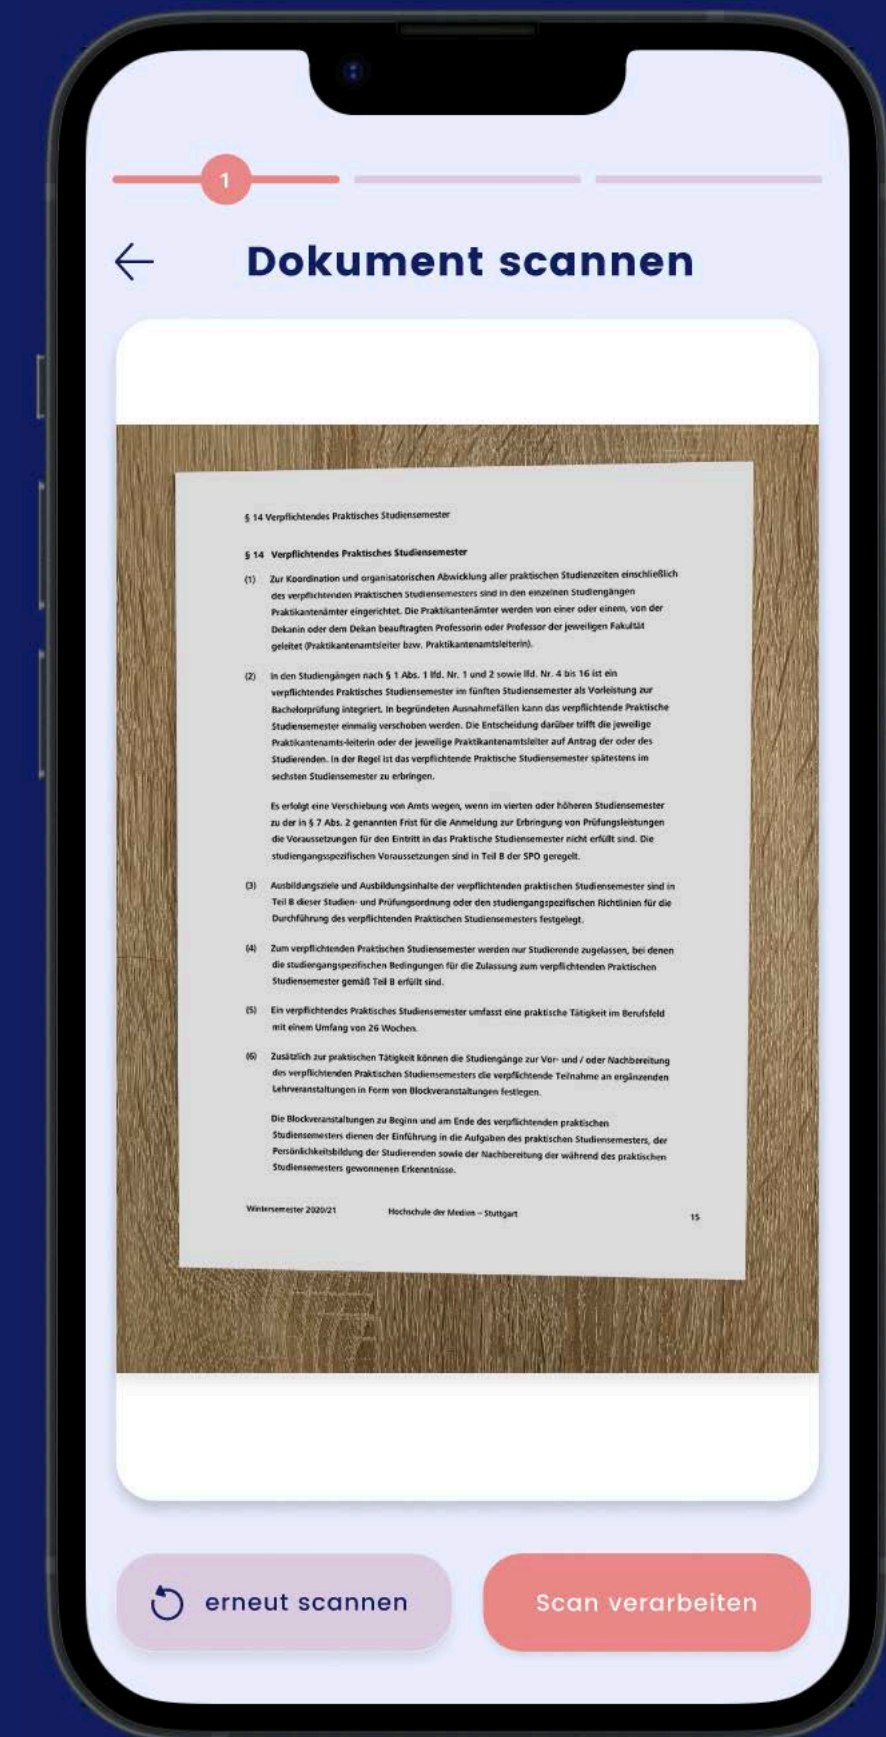 1
Dokument scannen
§ 14 Verpflichtendes Praktisches Studiensemester
§ 14 Verpflichtendes Praktisches Studiensemester
(1) Zur Koordination und organisatorischen Abwicklung aller praktischen Studienzeiten einschließlich
des verpflichtenden Praktischen Studiensemesters sind in den einzelnen Studiengängen
Praktikantenämter eingerichtet. Die Praktikantenämter werden von einer oder einem, von der
Dekanin oder dem Dekan beauftragten Professorin oder Professor der jeweiligen Fakultät
geleitet (Praktikantenamtsleiter bzw. Praktikantenamtsleiterin).
(2) In den Studiengängen nach § 1 Abs. 1 lfd. Nr. 1 und 2 sowie lfd. Nr. 4 bis 16 ist ein
verpflichtendes Praktisches Studiensemester im fünften Studiensemester als Vorleistung zur
Bachelorprüfung integriert. In begründeten Ausnahmefällen kann das verpflichtende Praktische
Studiensemester einmalig verschoben werden. Die Entscheidung darüber trifft die jeweilige
Praktikantenamts-leiterin oder der jeweilige Praktikantenamtsleiter auf Antrag der oder des
Studierenden. In der Regel ist das verpflichtende Praktische Studiensemester spätestens im
sechsten Studiensemester zu erbringen.
Es erfolgt eine Verschiebung von Amts wegen, wenn im vierten oder höheren Studiensemester
zu der in § 7 Abs. 2 genannten Frist für die Anmeldung zur Erbringung von Prüfungsleistungen
die Voraussetzungen für den Eintritt in das Praktische Studiensemester nicht erfüllt sind. Die
studiengangsspezifischen Voraussetzungen sind in Teil B der SPO geregelt.
(3) Ausbildungsziele und Ausbildungsinhalte der verpflichtenden praktischen Studiensemester sind in
Teil B dieser Studien- und Prüfungsordnung oder den studiengangspezifischen Richtlinien für die
Durchführung des verpflichtenden Praktischen Studiensemesters festgelegt.
(4) Zum verpflichtenden Praktischen Studiensemester werden nur Studierende zugelassen, bei denen
die studiengangspezifischen Bedingungen für die Zulassung zum verpflichtenden Praktischen
Studiensemester gemäß Teil B erfüllt sind.
(5) Ein verpflichtendes Praktisches Studiensemester umfasst eine praktische Tätigkeit im Berufsfeld
mit einem Umfang von 26 Wochen.
(6) Zusätzlich zur praktischen Tätigkeit können die Studiengänge zur Vor- und / oder Nachbereitung
des verpflichtenden Praktischen Studiensemesters die verpflichtende Teilnahme an ergänzenden
Lehrveranstaltungen in Form von Blockveranstaltungen festlegen.
Die Blockveranstaltungen zu Beginn und am Ende des verpflichtenden praktischen
Studiensemesters dienen der Einführung in die Aufgaben des praktischen Studiensemesters, der
Persönlichkeitsbildung der Studierenden sowie der Nachbereitung der während des praktischen
Studiensemesters gewonnenen Erkenntnisse.
Wintersemester 2020/21 Hochschule der Medien – Stuttgart 15
erneut scannen
Scan verarbeiten